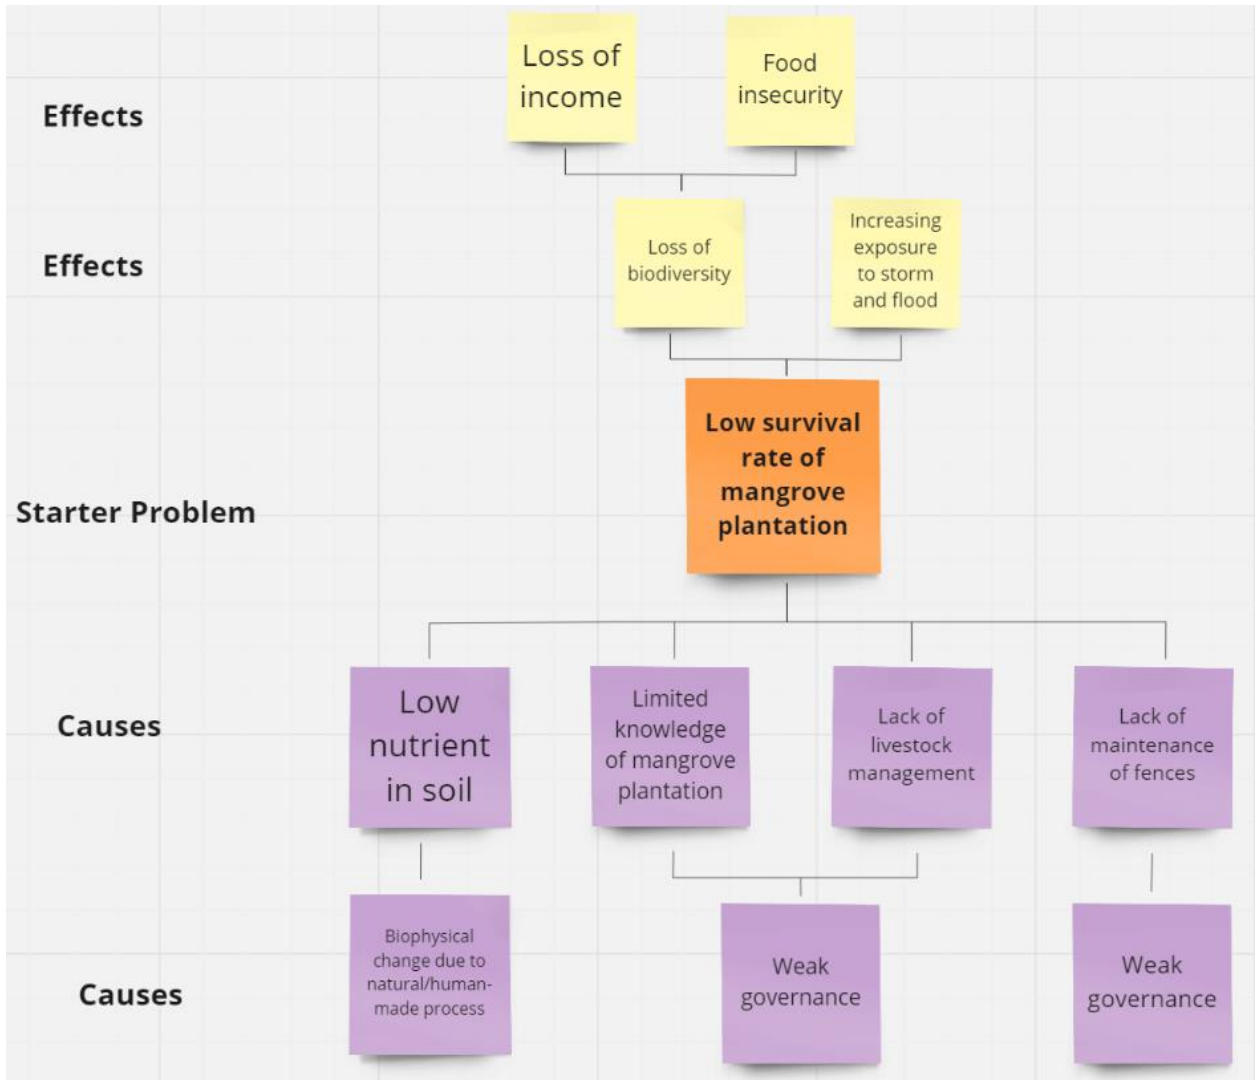 Loss of
income
Food
insecurity
Effects
Effects
Loss of
biodiversity
Increasing
exposure
to storm
and flood
Low survival
rate of
mangrove
plantation
Starter Problem
Causes
Low
nutrient
in soil
Limited
knowledge
of mangrove
plantation
Lack of
livestock
management
Lack of
maintenance
of fences
Causes
Biophysical
change due to
natural/human-
made process
Weak
governance
Weak
governance